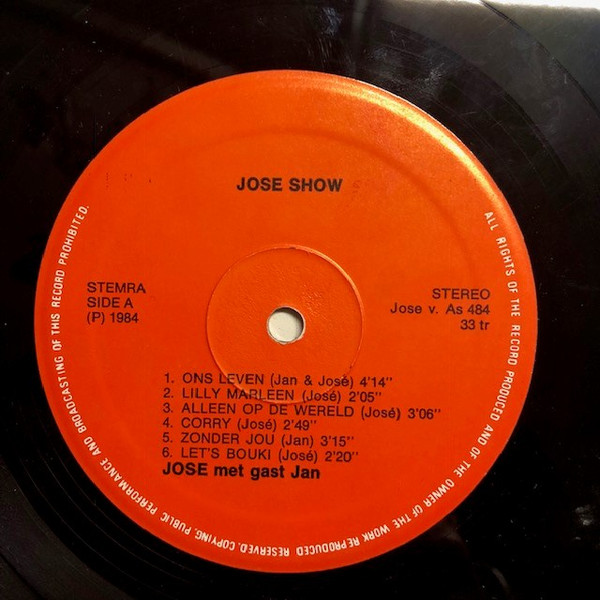 JOSE SHOW
STEMRA
SIDE A
(P) 1984
STEREO
Jose v. As 484
33 tr
1. ONS LEVEN (Jan & José) 4'14''
2. LILLY MARLEEN (José) 2'05''
3. ALLEEN OP DE WERELD (José) 3'06''
4. CORRY (José) 2'49''
5. ZONDER JOU (Jan) 3'15''
6. LET'S BOUKI (José) 2'20''
JOSE met gast Jan
ALL RIGHTS OF THE RECORD PRODUCED AND OF THE OWNER OF THE WORK REPRODUCED RESERVED. COPYING, PUBLIC PERFORMANCE AND BROADCASTING OF THIS RECORD PROHIBITED.